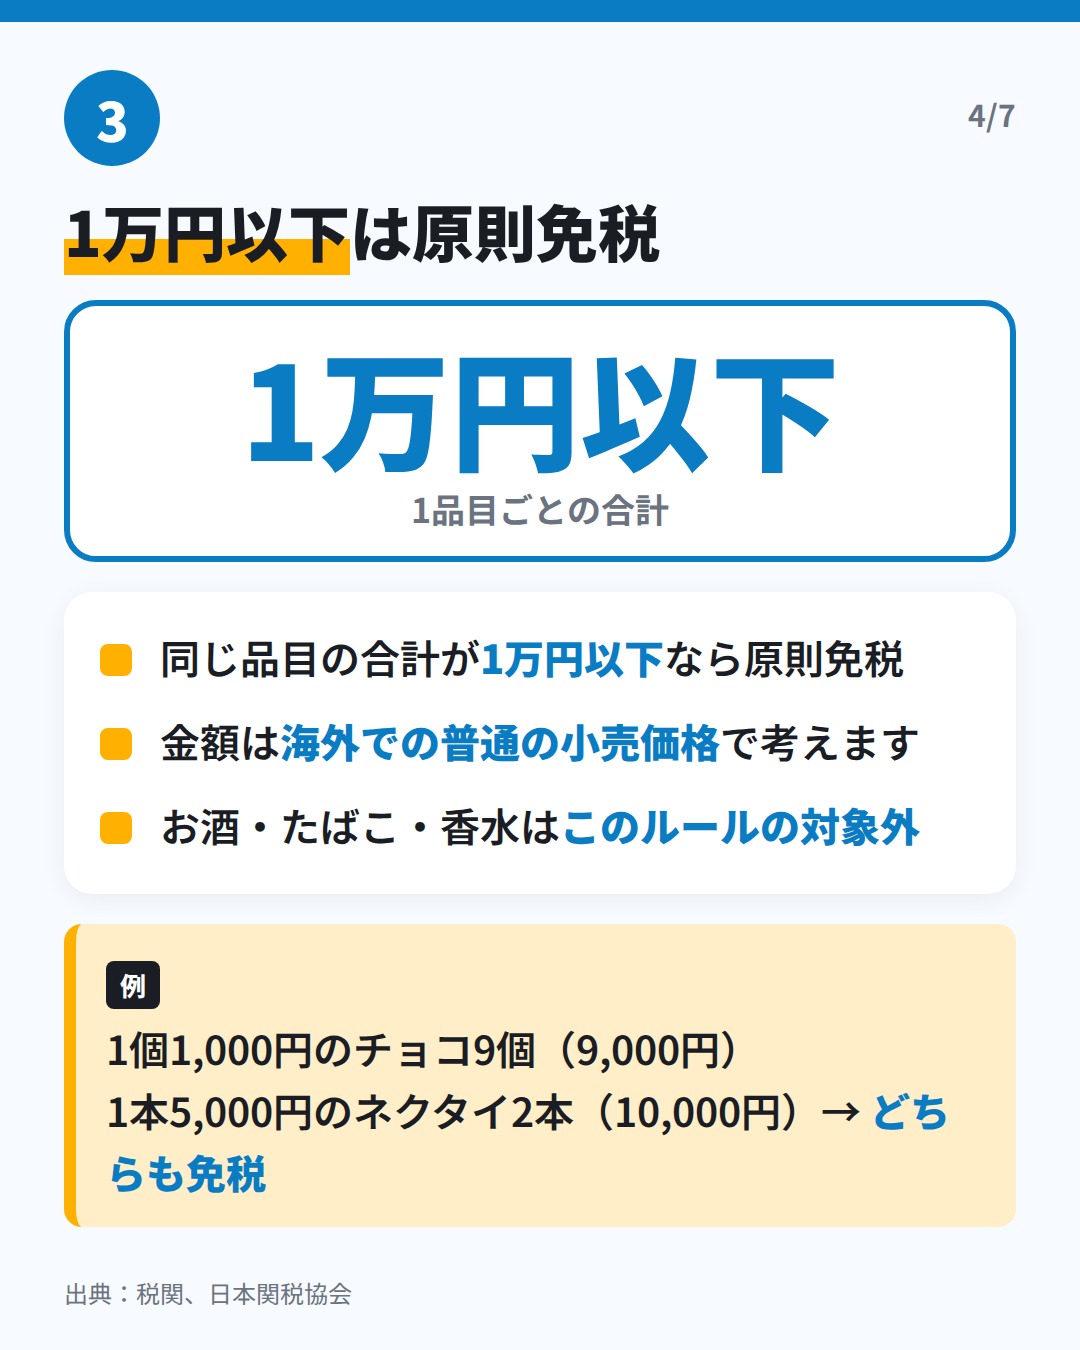 3
4/7
1万円以下は原則免税
1万円以下
1品目ごとの合計
同じ品目の合計が1万円以下なら原則免税
金額は海外での普通の小売価格で考えます
お酒・たばこ・香水はこのルールの対象外
例
1個1,000円のチョコ9個（9,000円）
1本5,000円のネクタイ2本（10,000円）→ どち
らも免税
出典：税関、日本関税協会